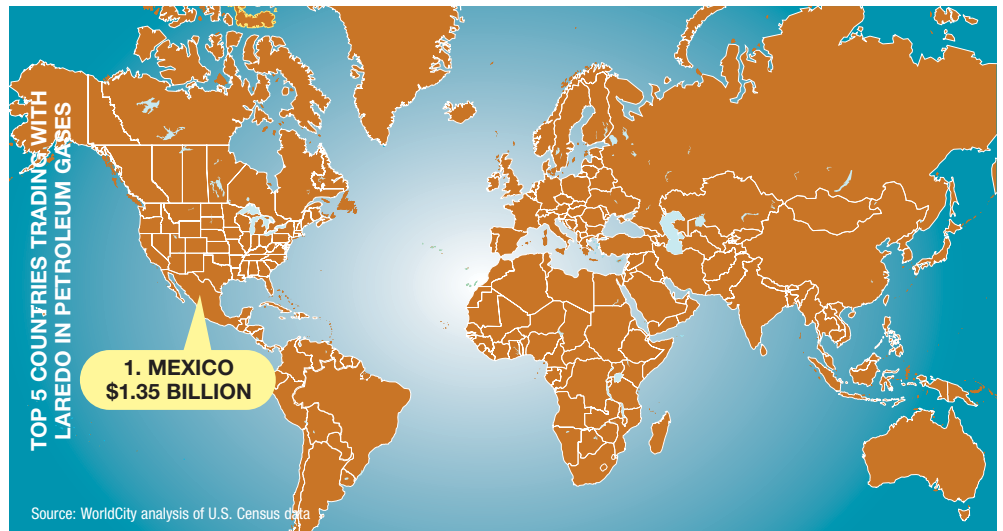 TOP 5 COUNTRIES TRADING WITH
LAREDO IN PETROLEUM GASES
1. MEXICO
$1.35 BILLION
Source: WorldCity analysis of U.S. Census data